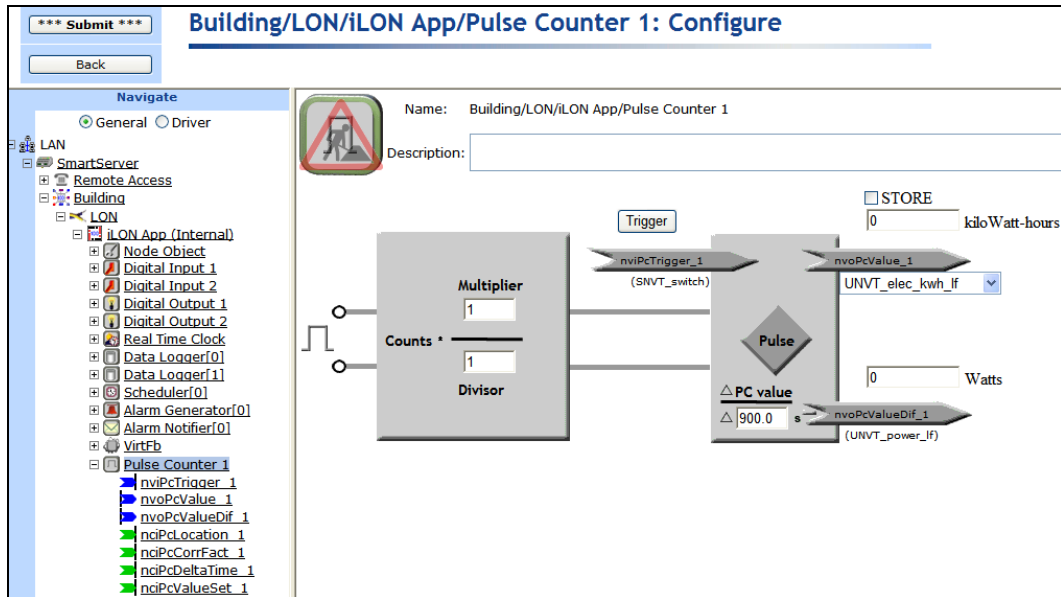 *** Submit ***
Building/LON/iLON App/Pulse Counter 1: Configure
Back
Navigate
General Driver
LAN
SmartServer
Remote Access
Building
LON
iLON App (Internal)
Node Object
Digital Input 1
Digital Input 2
Digital Output 1
Digital Output 2
Real Time Clock
Data Logger[0]
Data Logger[1]
Scheduler[0]
Alarm Generator[0]
Alarm Notifier[0]
VirtFb
Pulse Counter 1
nviPcTrigger_1
nvoPcValue_1
nvoPcValueDif_1
nciPcLocation_1
nciPcCorrFact_1
nciPcDeltaTime_1
nciPcValueSet_1
Name: Building/LON/iLON App/Pulse Counter 1
Description:
Trigger
STORE
0 kiloWatt-hours
nviPcTrigger_1
(SNVT_switch)
nvoPcValue_1
UNVT_elec_kwh_lf
Multiplier
1
Counts *
1
Divisor
Pulse
△ PC value
△ 900.0 s
0 Watts
nvoPcValueDif_1
(UNVT_power_lf)